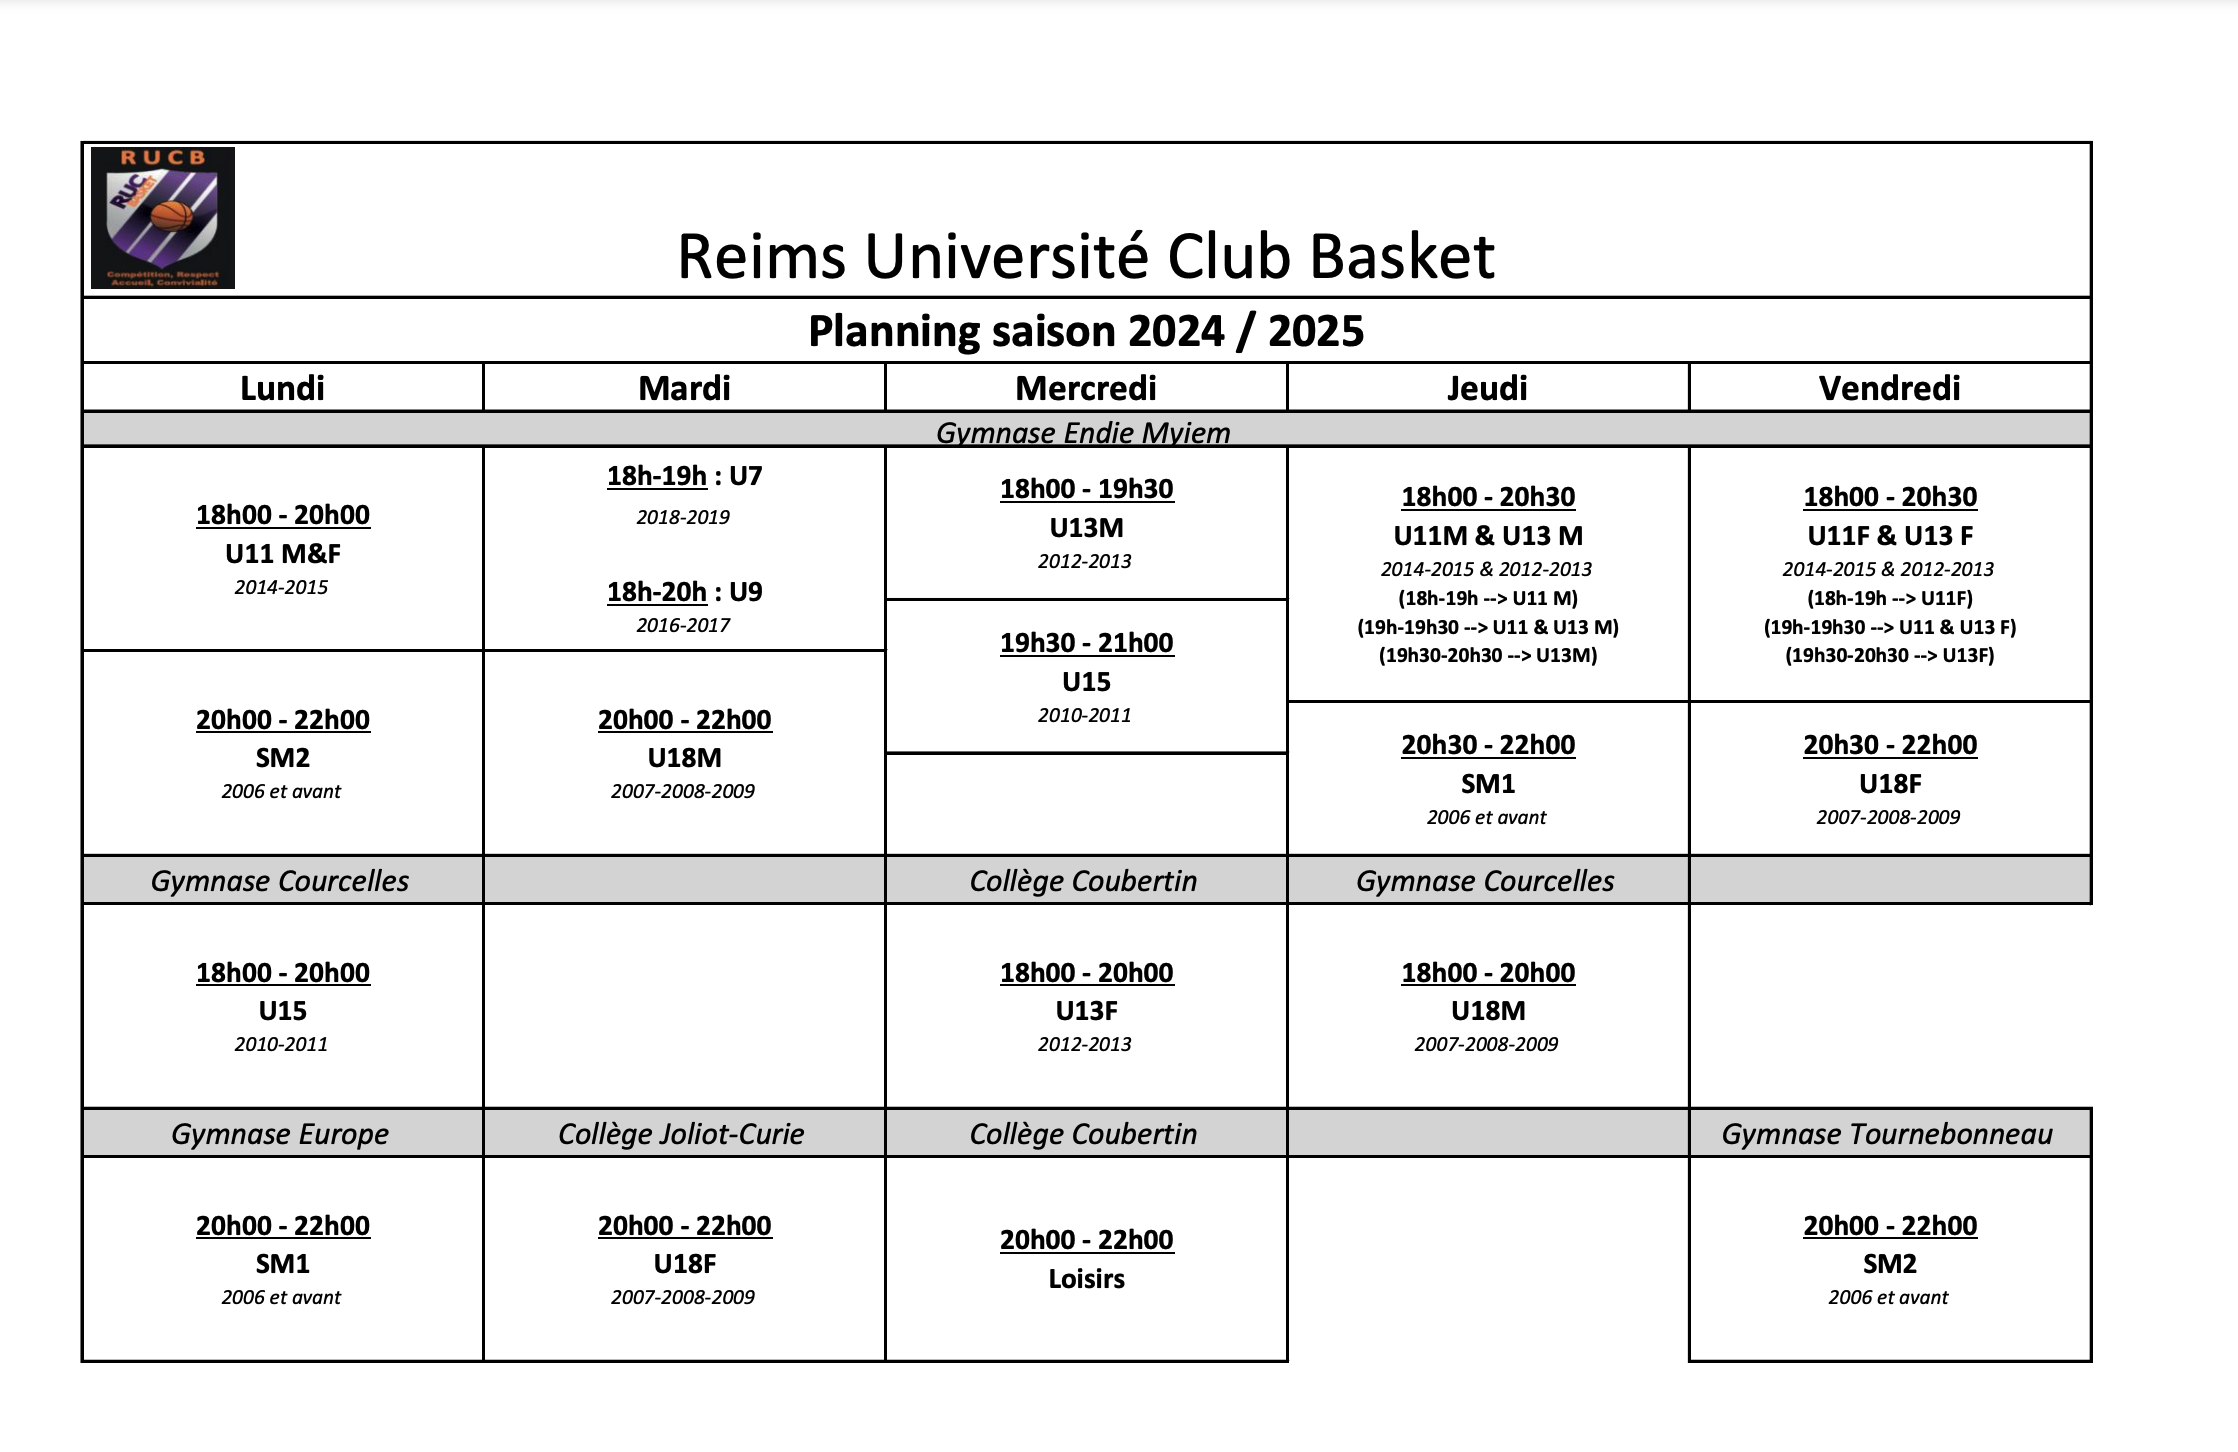 RUCB
RUC
BASKET
Compétition, Respect
Accueil, Convivialité
Reims Université Club Basket
Planning saison 2024 / 2025
Lundi
Mardi
Mercredi
Jeudi
Vendredi
Gymnase Endie Myiem
18h00 - 20h00
U11 M&F
2014-2015
18h-19h : U7
2018-2019
18h-20h : U9
2016-2017
18h00 - 19h30
U13M
2012-2013
18h00 - 20h30
U11M & U13 M
2014-2015 & 2012-2013
(18h-19h --> U11 M)
(19h-19h30 --> U11 & U13 M)
(19h30-20h30 --> U13M)
18h00 - 20h30
U11F & U13 F
2014-2015 & 2012-2013
(18h-19h --> U11F)
(19h-19h30 --> U11 & U13 F)
(19h30-20h30 --> U13F)
20h00 - 22h00
SM2
2006 et avant
20h00 - 22h00
U18M
2007-2008-2009
19h30 - 21h00
U15
2010-2011
20h30 - 22h00
SM1
2006 et avant
20h30 - 22h00
U18F
2007-2008-2009
Gymnase Courcelles
Collège Coubertin
Gymnase Courcelles
18h00 - 20h00
U15
2010-2011
18h00 - 20h00
U13F
2012-2013
18h00 - 20h00
U18M
2007-2008-2009
Gymnase Europe
Collège Joliot-Curie
Collège Coubertin
Gymnase Tournebonneau
20h00 - 22h00
SM1
2006 et avant
20h00 - 22h00
U18F
2007-2008-2009
20h00 - 22h00
Loisirs
20h00 - 22h00
SM2
2006 et avant